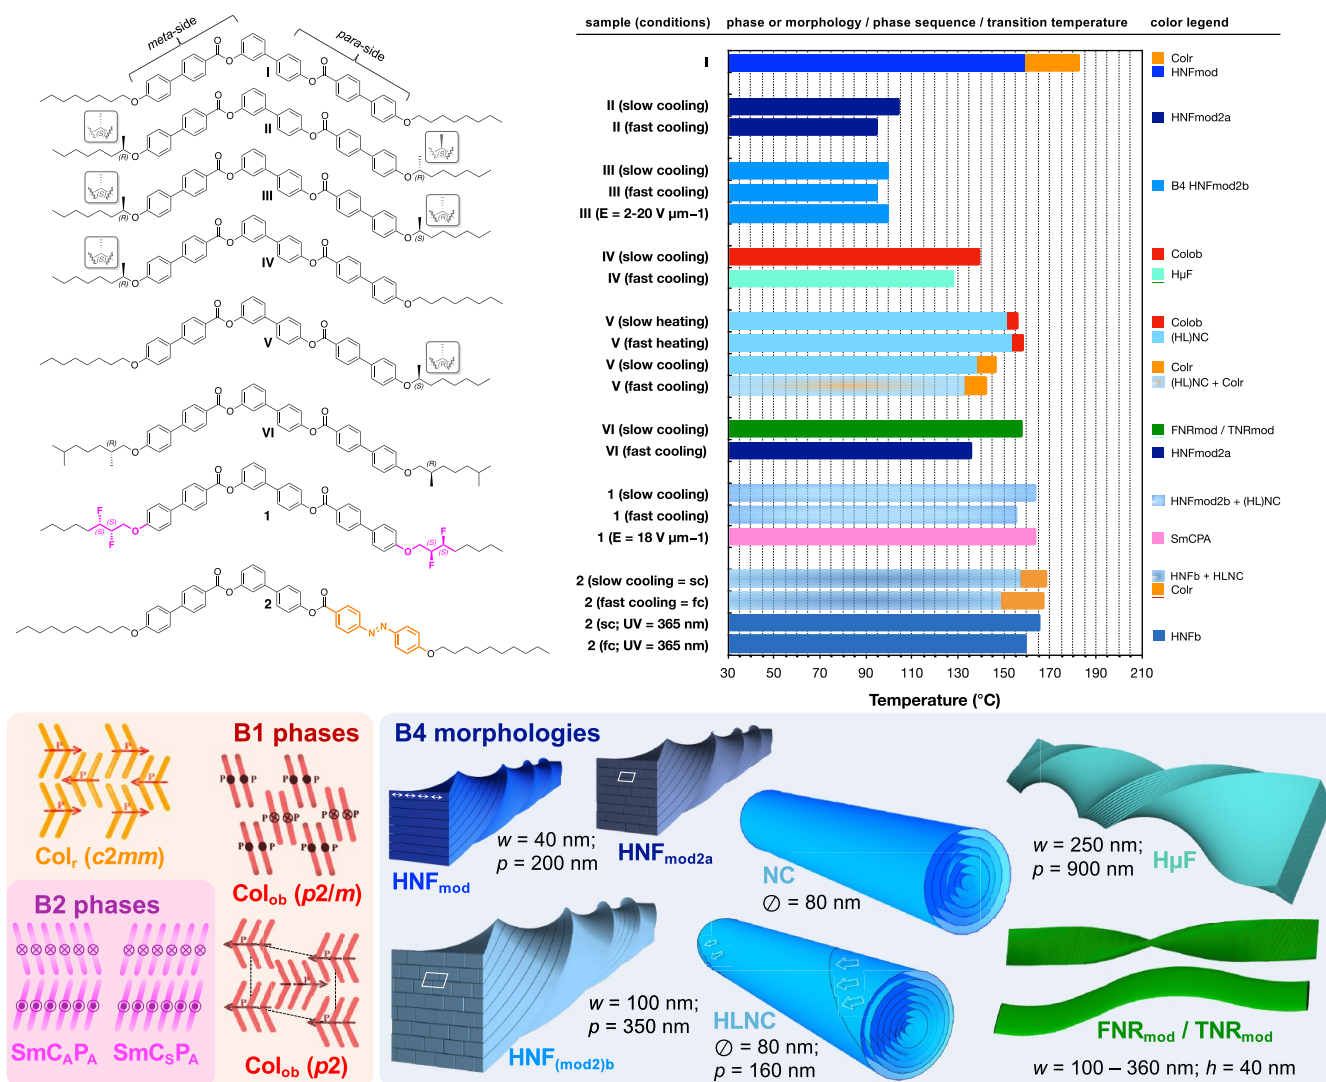 meta-side
para-side
I
O
O
O
O
O
O
(S)
(R)
II
(S)
(R)
(S)
(R)
III
(R)
(S)
(S)
(R)
IV
V
(R)
(S)
VI
(R)
(R)
F
(S)
(S)
F
1
F
(S)
(S)
F
2
N
N
sample (conditions) phase or morphology / phase sequence / transition temperature color legend
I
Colr
HNFmod
II (slow cooling)
II (fast cooling)
HNFmod2a
III (slow cooling)
III (fast cooling)
III (E = 2-20 V µm−1)
B4 HNFmod2b
IV (slow cooling)
IV (fast cooling)
Colob
HµF
V (slow heating)
V (fast heating)
V (slow cooling)
V (fast cooling)
Colob
(HL)NC
Colr
(HL)NC + Colr
VI (slow cooling)
VI (fast cooling)
FNRmod / TNRmod
HNFmod2a
1 (slow cooling)
1 (fast cooling)
1 (E = 18 V µm−1)
HNFmod2b + (HL)NC
SmCPA
2 (slow cooling = sc)
2 (fast cooling = fc)
2 (sc; UV = 365 nm)
2 (fc; UV = 365 nm)
HNFb + HLNC
Colr
HNFb
30 50 70 90 110 130 150 170 190 210
Temperature (°C)
B1 phases
P
P
P
P
P
Colr (c2mm)
P P
P P
P P
P P
P P
Colob (p2/m)
B2 phases
SmCAPA
SmCSPA
P
P
P
P
P
Colob (p2)
B4 morphologies
w = 40 nm;
p = 200 nm
HNFmod
HNFmod2a
NC
∅ = 80 nm
w = 250 nm;
p = 900 nm
HµF
w = 100 nm;
p = 350 nm
HNF(mod2)b
HLNC
∅ = 80 nm;
p = 160 nm
FNRmod / TNRmod
w = 100 – 360 nm; h = 40 nm